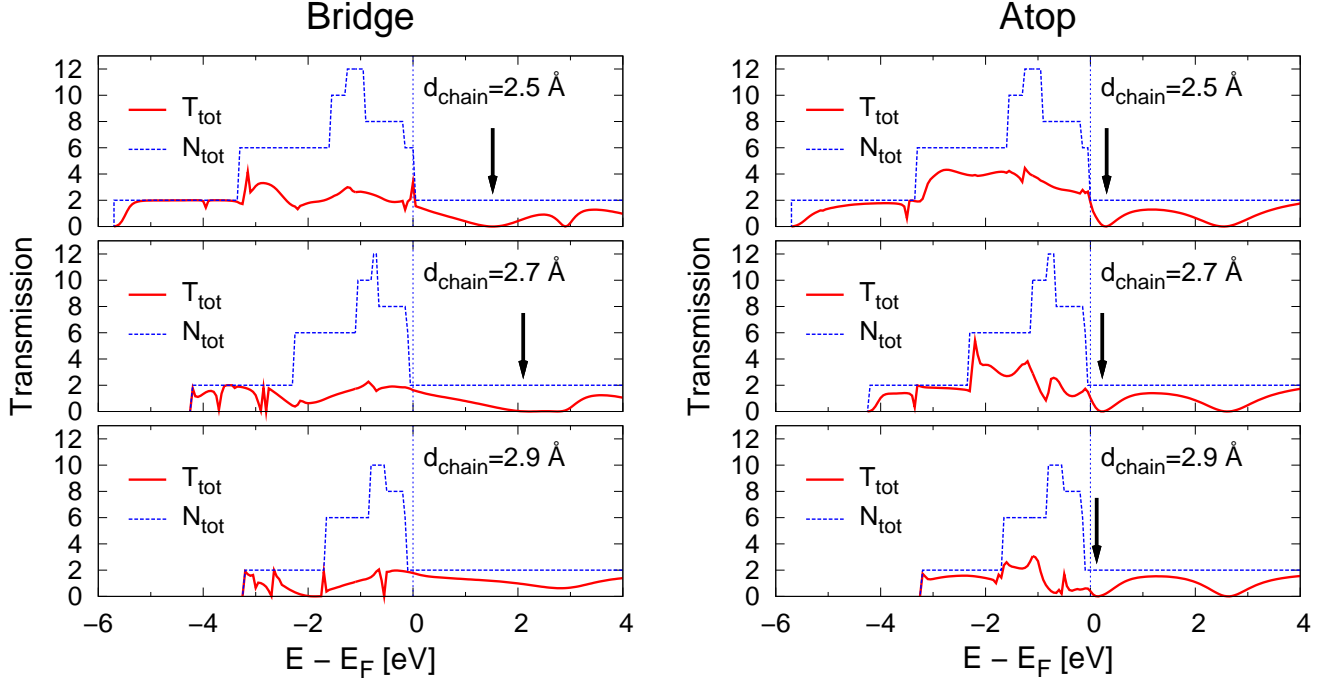 Bridge
Atop
Transmission
12
10
8
6
4
2
0
T_tot
N_tot
d_chain=2.5 Å
12
10
8
6
4
2
0
T_tot
N_tot
d_chain=2.7 Å
12
10
8
6
4
2
0
T_tot
N_tot
d_chain=2.9 Å
−6 −4 −2 0 2 4
E − E_F [eV]
Transmission
12
10
8
6
4
2
0
T_tot
N_tot
d_chain=2.5 Å
12
10
8
6
4
2
0
T_tot
N_tot
d_chain=2.7 Å
12
10
8
6
4
2
0
T_tot
N_tot
d_chain=2.9 Å
−6 −4 −2 0 2 4
E − E_F [eV]